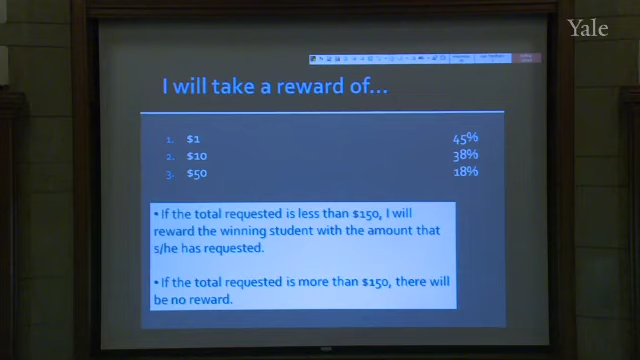 Yale
I will take a reward of...
1. $1 45%
2. $10 38%
3. $50 18%
• If the total requested is less than $150, I will
reward the winning student with the amount that
s/he has requested.
• If the total requested is more than $150, there will
be no reward.